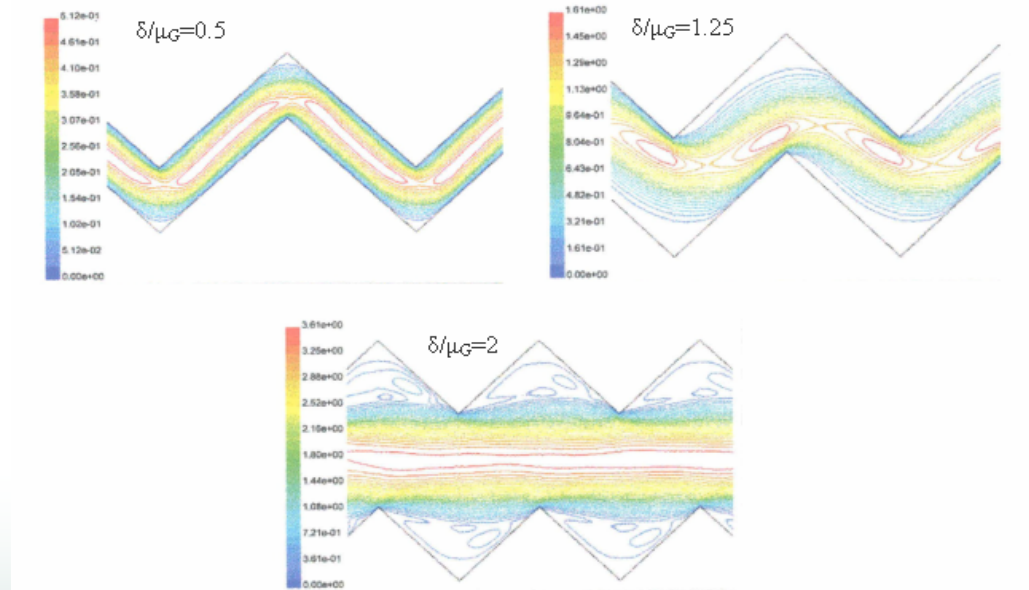 δ/μG=0.5
5.12e-01
4.61e-01
4.10e-01
3.58e-01
3.07e-01
2.56e-01
2.05e-01
1.54e-01
1.02e-01
5.12e-02
0.00e+00
δ/μG=1.25
1.61e+00
1.45e+00
1.29e+00
1.13e+00
9.64e-01
8.04e-01
6.43e-01
4.82e-01
3.21e-01
1.61e-01
0.00e+00
δ/μG=2
3.61e+00
3.25e+00
2.88e+00
2.52e+00
2.16e+00
1.80e+00
1.44e+00
1.08e+00
7.21e-01
3.61e-01
0.00e+00